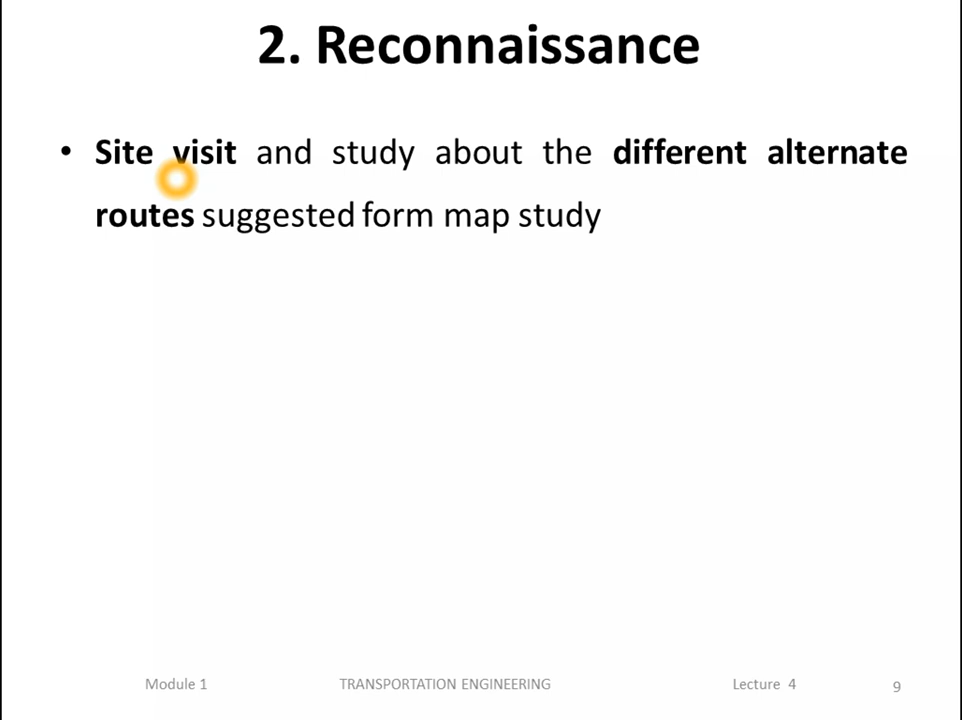 2. Reconnaissance
• Site visit and study about the different alternate
routes suggested form map study
Module 1 TRANSPORTATION ENGINEERING Lecture 4 9